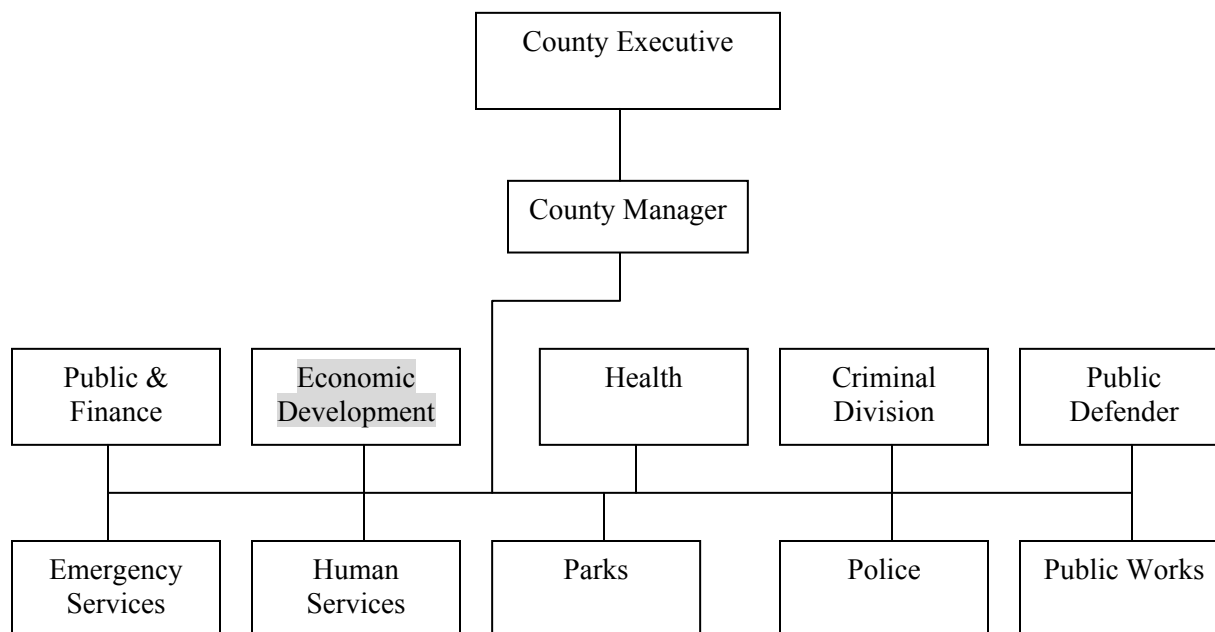 County Executive
County Manager
Public &
Finance
Economic
Development
Health
Criminal
Division
Public
Defender
Emergency
Services
Human
Services
Parks
Police
Public Works